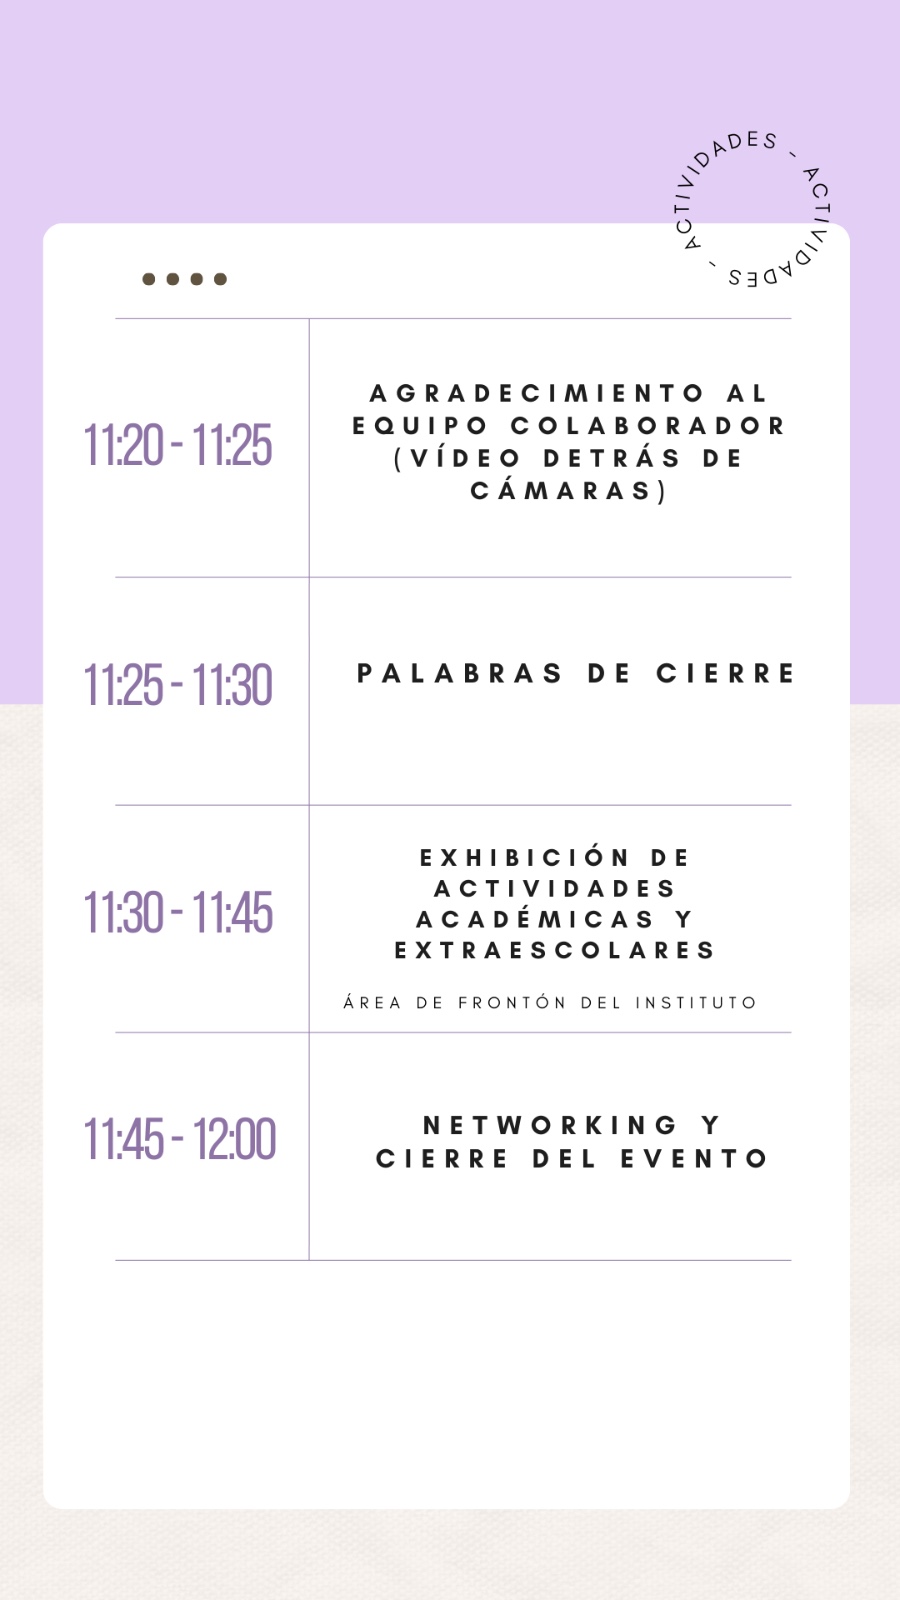 ACTIVIDADES - ACTIVIDADES -
11:20 - 11:25
AGRADECIMIENTO AL
EQUIPO COLABORADOR
(VÍDEO DETRÁS DE
CÁMARAS)
11:25 - 11:30
PALABRAS DE CIERRE
11:30 - 11:45
EXHIBICIÓN DE
ACTIVIDADES
ACADÉMICAS Y
EXTRAESCOLARES
ÁREA DE FRONTÓN DEL INSTITUTO
11:45 - 12:00
NETWORKING Y
CIERRE DEL EVENTO